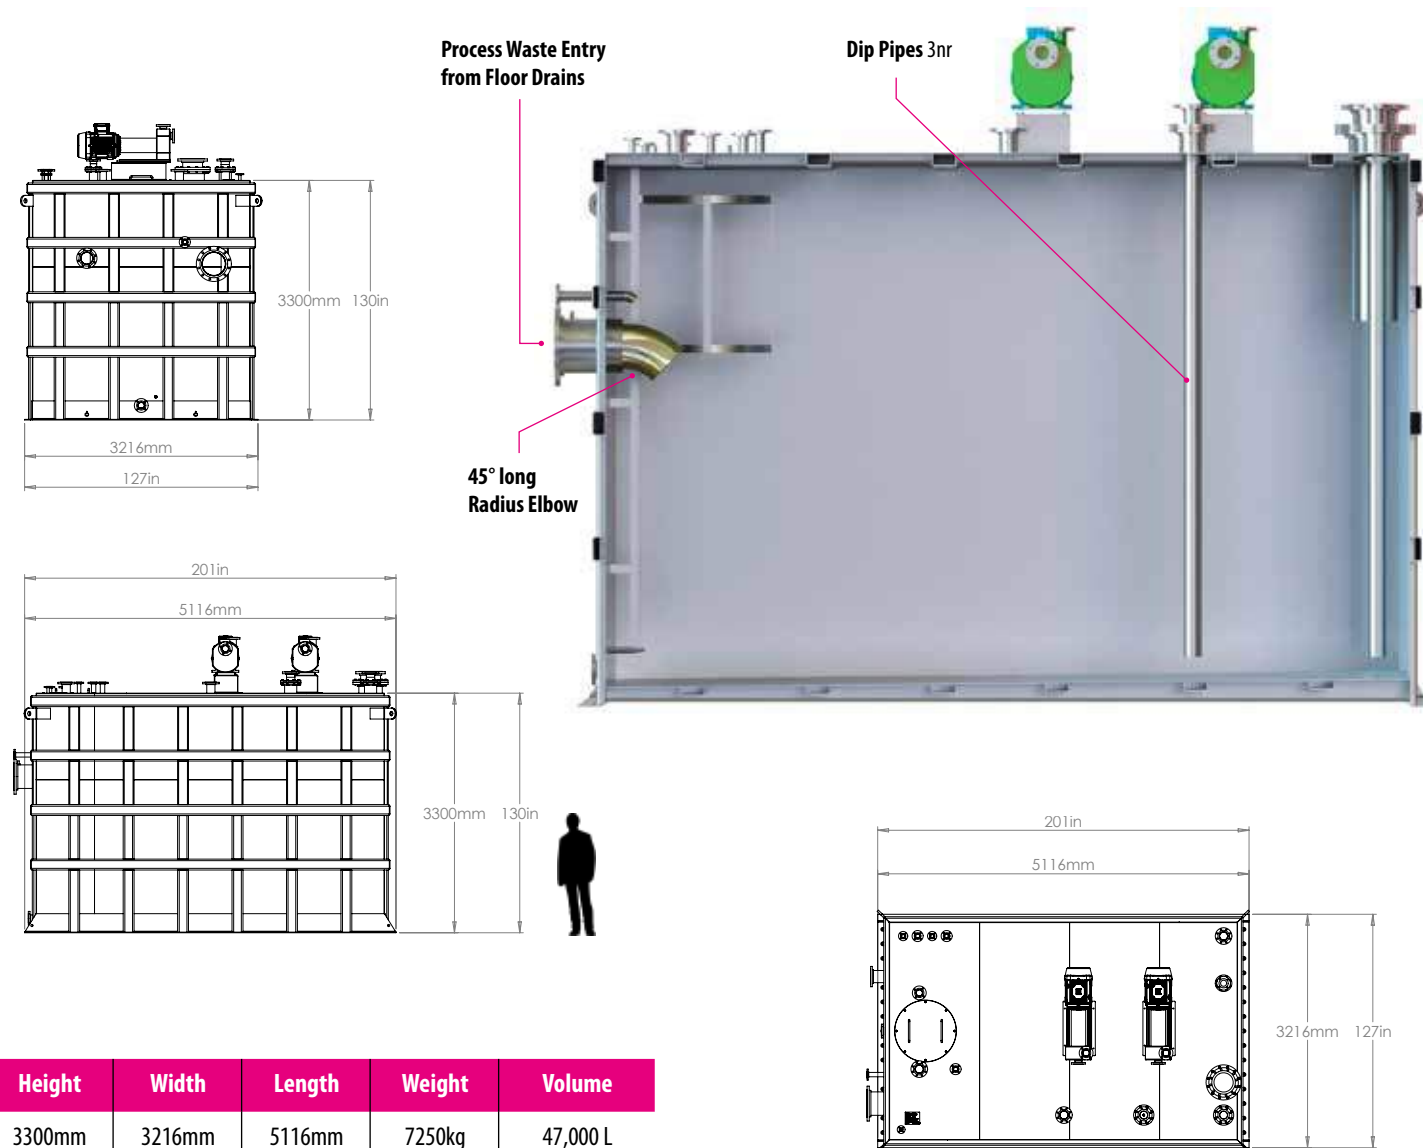 Process Waste Entry
from Floor Drains
Dip Pipes 3nr
3300mm 130in
3216mm
127in
45° long
Radius Elbow
201in
5116mm
3300mm 130in
201in
5116mm
3216mm 127in
Height Width Length Weight Volume
3300mm 3216mm 5116mm 7250kg 47,000 L